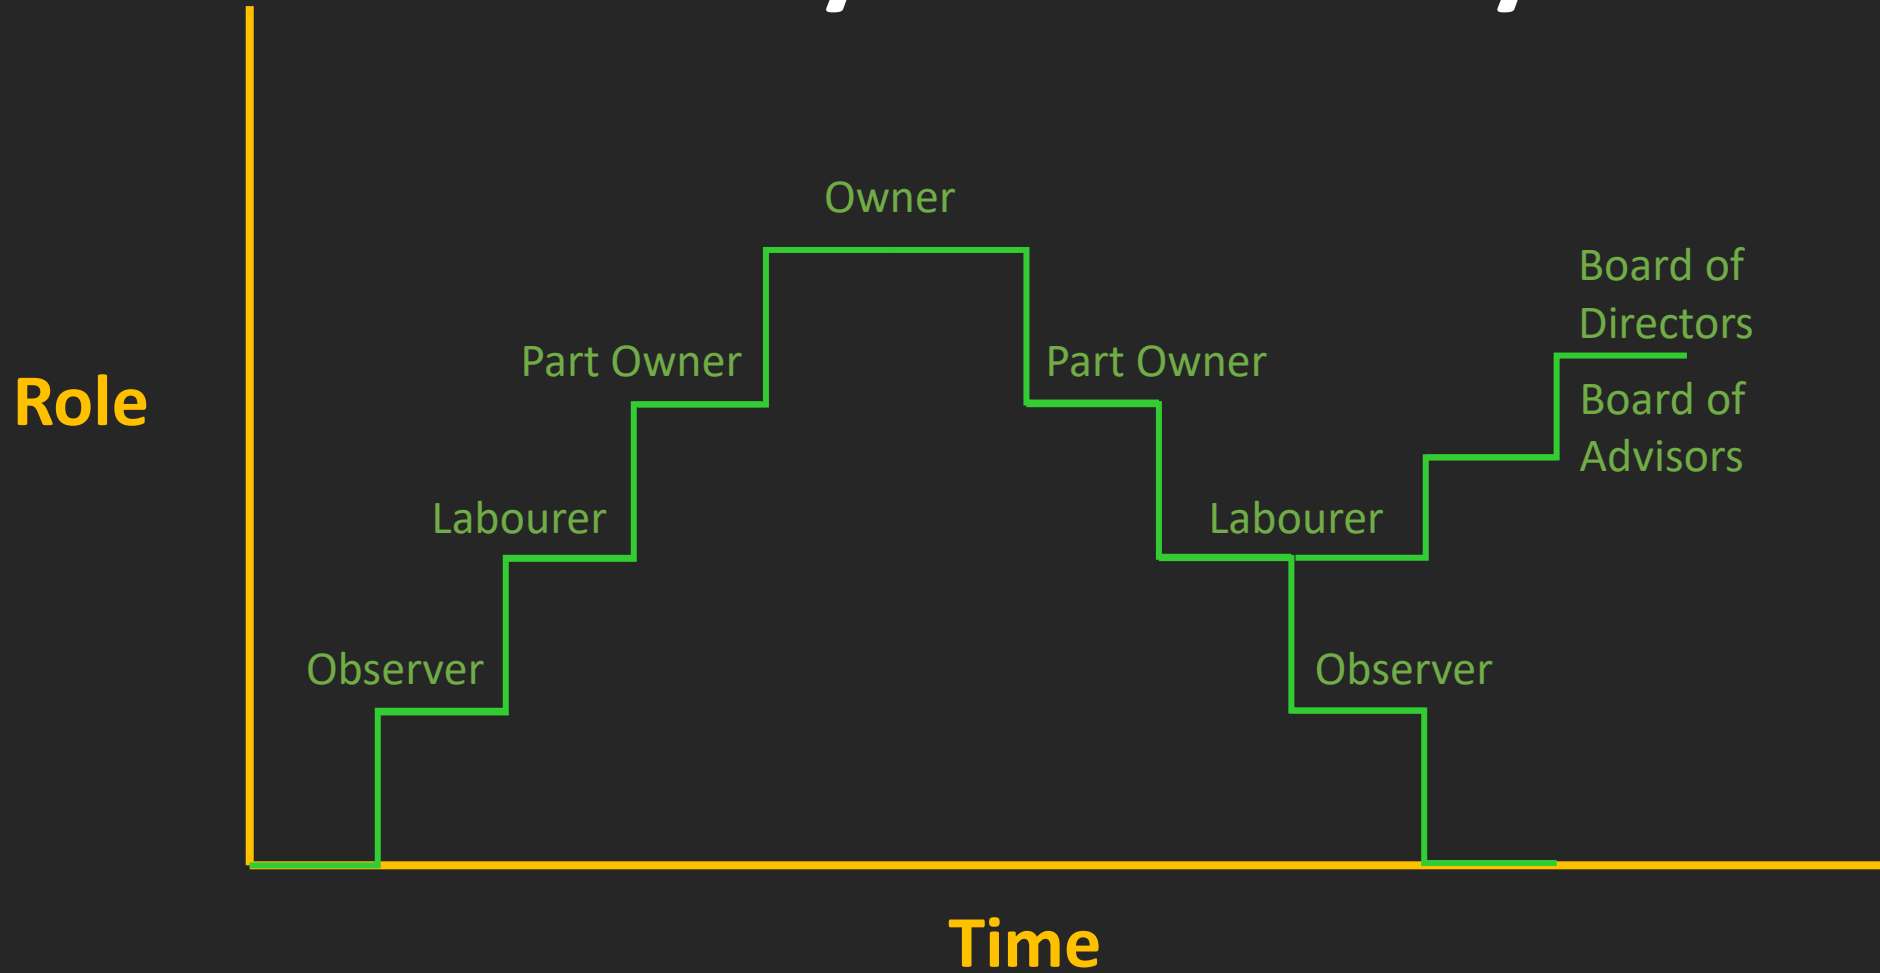 Owner
Board of
Directors
Part Owner
Part Owner
Role
Board of
Advisors
Labourer
Labourer
Observer
Observer
Time